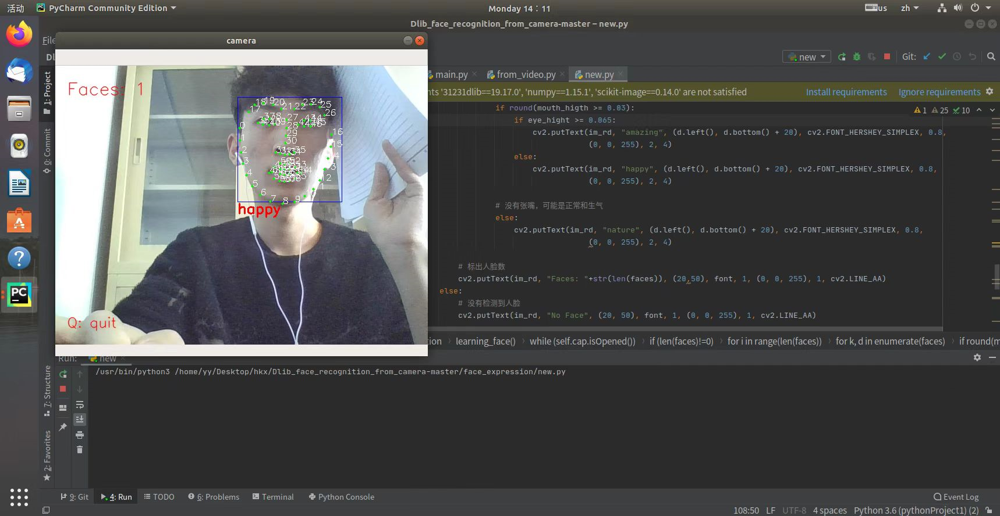 活动
PyCharm Community Edition
Monday 14：11
us
zh
Dlib_face_recognition_from_camera-master – new.py
File
camera
new
Git:
main.py
from_video.py
new.py
nts '31231dlib==19.17.0', 'numpy==1.15.1', 'scikit-image==0.14.0' are not satisfied
Install requirements
Ignore requirements
1: Project
0: Commit
7: Structure
2: Favorites
Faces: 1
happy
Q: quit
1 25 10
if round(mouth_higth >= 0.03):
if eye_hight >= 0.065:
cv2.putText(im_rd, "amazing", (d.left(), d.bottom() + 20), cv2.FONT_HERSHEY_SIMPLEX, 0.8,
(0, 0, 255), 2, 4)
else:
cv2.putText(im_rd, "happy", (d.left(), d.bottom() + 20), cv2.FONT_HERSHEY_SIMPLEX, 0.8,
(0, 0, 255), 2, 4)
# 没有张嘴，可能是正常和生气
else:
cv2.putText(im_rd, "nature", (d.left(), d.bottom() + 20), cv2.FONT_HERSHEY_SIMPLEX, 0.8,
(0, 0, 255), 2, 4)
# 标出人脸数
cv2.putText(im_rd, "Faces: "+str(len(faces)), (20,50), font, 1, (0, 0, 255), 1, cv2.LINE_AA)
else:
# 没有检测到人脸
cv2.putText(im_rd, "No Face", (20, 50), font, 1, (0, 0, 255), 1, cv2.LINE_AA)
tion › learning_face() › while (self.cap.isOpened()) › if (len(faces)!=0) › for i in range(len(faces)) › for k, d in enumerate(faces) › if round(m
Run: new
/usr/bin/python3 /home/yy/Desktop/hkx/Dlib_face_recognition_from_camera-master/face_expression/new.py
9: Git
4: Run
TODO
6: Problems
Terminal
Python Console
Event Log
108:50 LF UTF-8 4 spaces Python 3.6 (pythonProject1) (2)